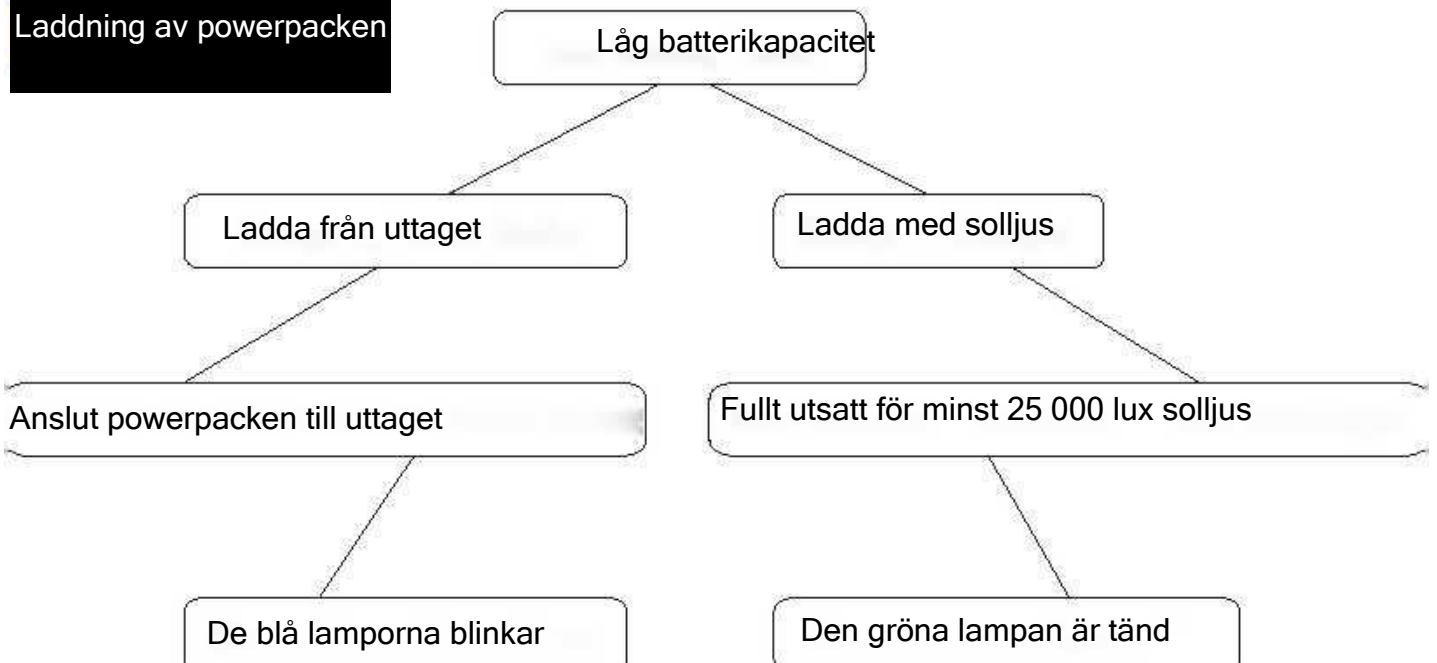 Laddning av powerpacken
Låg batterikapacitet
Ladda från uttaget
Ladda med solljus
Anslut powerpacken till uttaget
Fullt utsatt för minst 25 000 lux solljus
De blå lamporna blinkar
Den gröna lampan är tänd